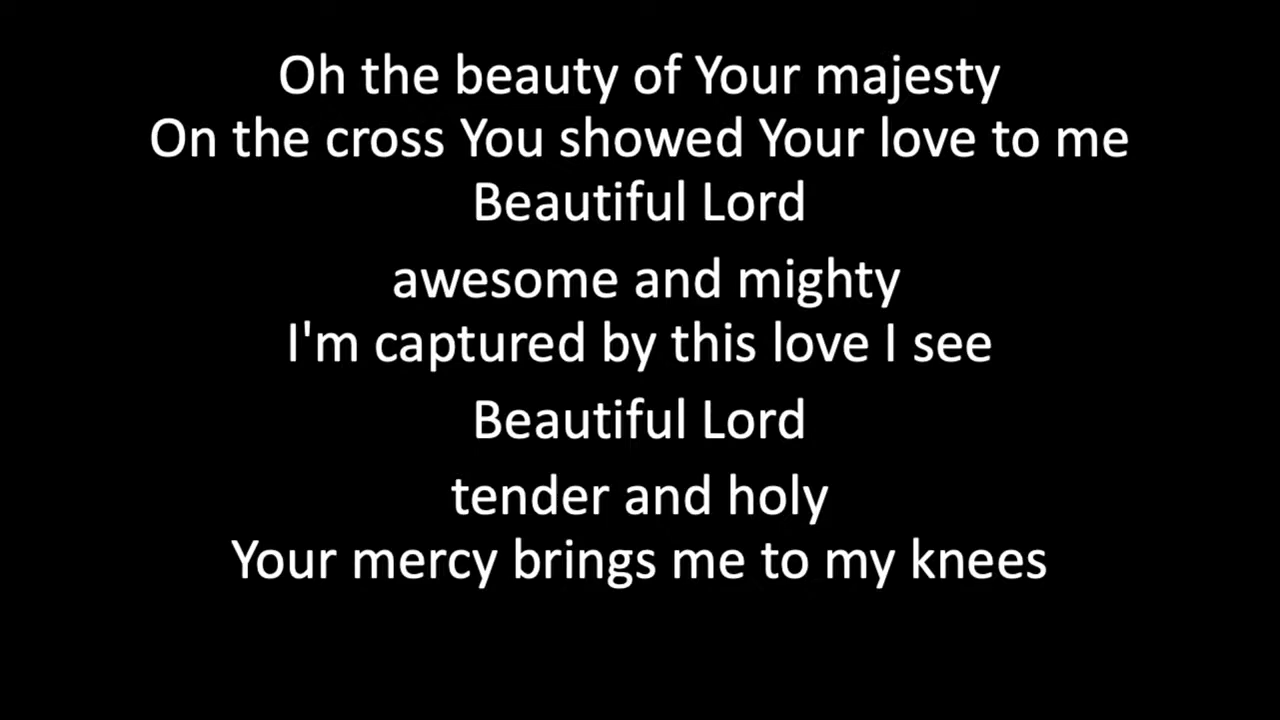 Oh the beauty of Your majesty
On the cross You showed Your love to me
Beautiful Lord
awesome and mighty
I'm captured by this love I see
Beautiful Lord
tender and holy
Your mercy brings me to my knees